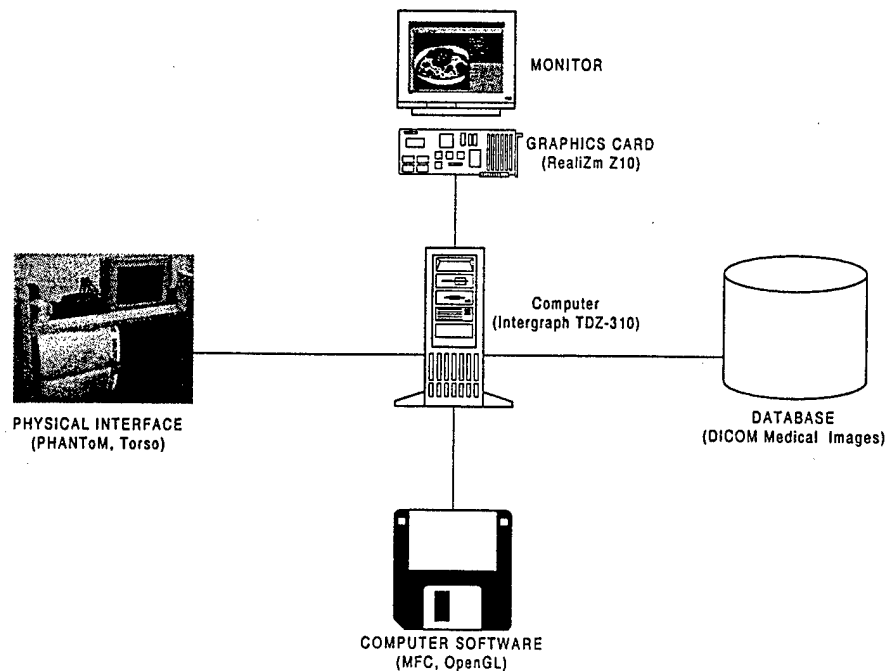 MONITOR
GRAPHICS CARD
(RealiZm Z10)
Computer
(Intergraph TDZ-310)
PHYSICAL INTERFACE
(PHANToM, Torso)
DATABASE
(DICOM Medical Images)
COMPUTER SOFTWARE
(MFC, OpenGL)